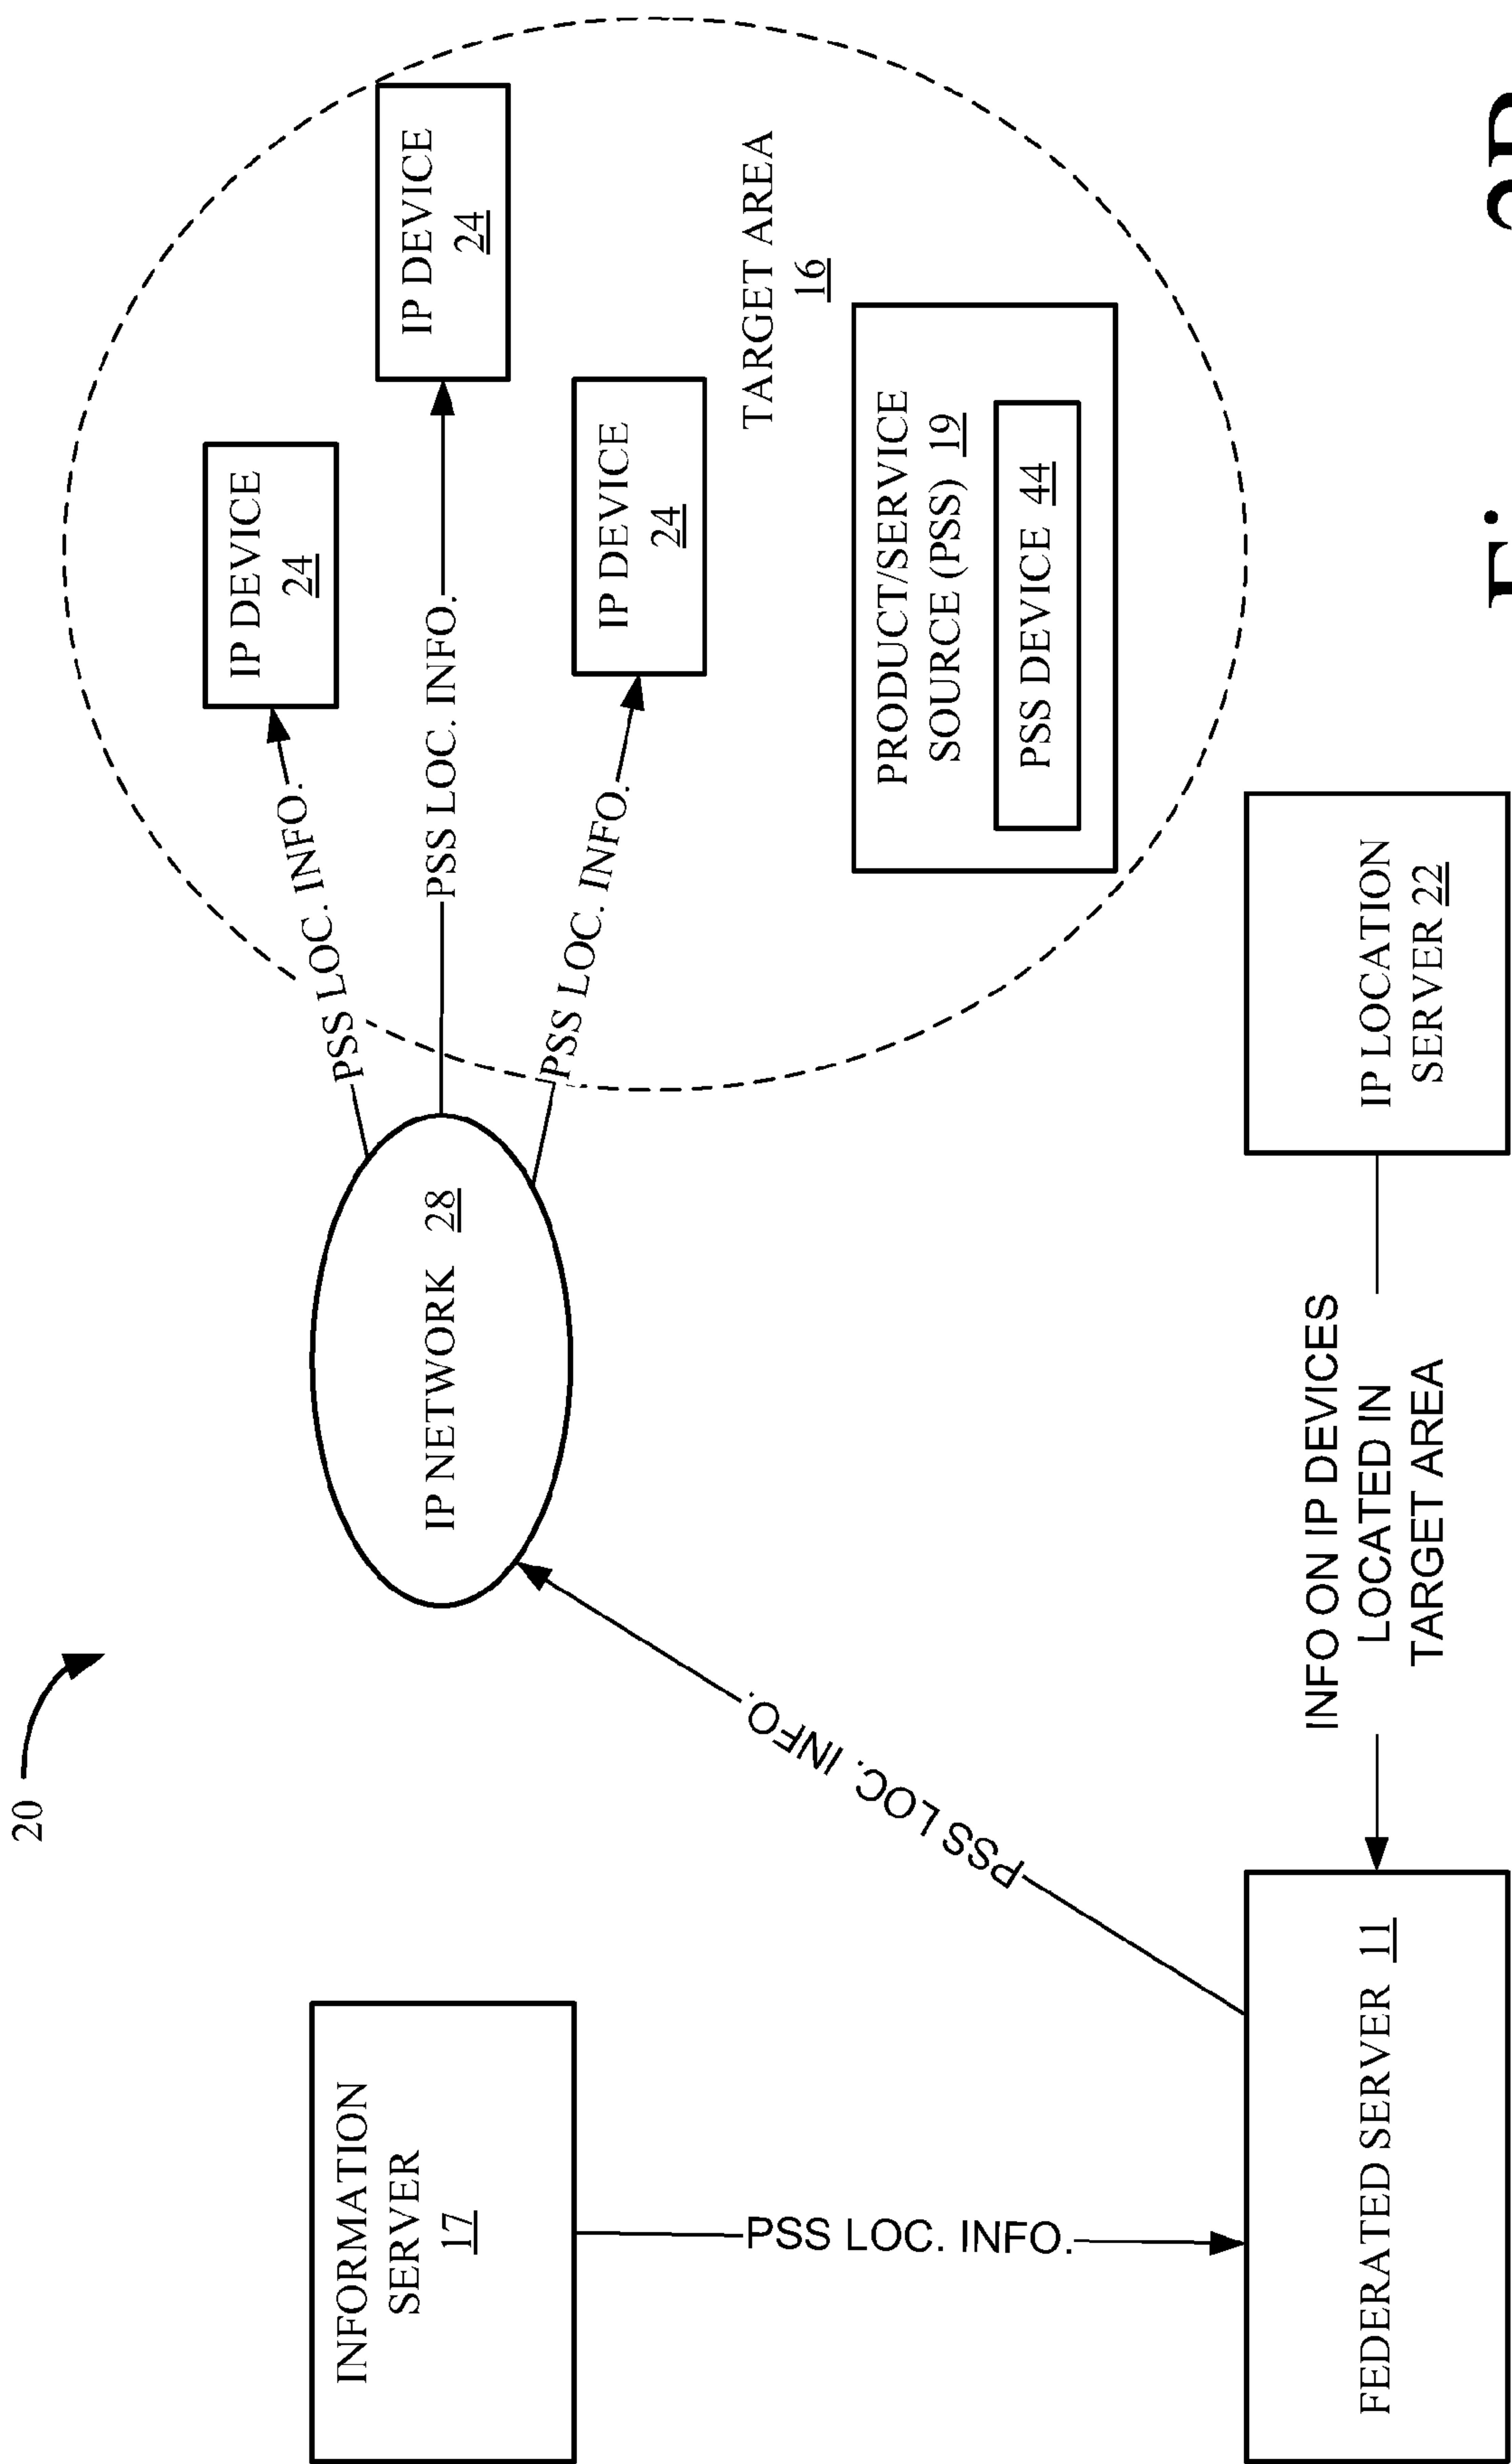 20
INFORMATION
SERVER
17
PSS LOC. INFO.
FEDERATED SERVER 11
PSS LOC. INFO.
IP NETWORK 28
INFO ON IP DEVICES
LOCATED IN
TARGET AREA
IP LOCATION
SERVER 22
PSS LOC. INFO.
PSS LOC. INFO.
PSS LOC. INFO.
IP DEVICE
24
IP DEVICE
24
IP DEVICE
24
TARGET AREA
16
PRODUCT/SERVICE
SOURCE (PSS) 19
PSS DEVICE 44